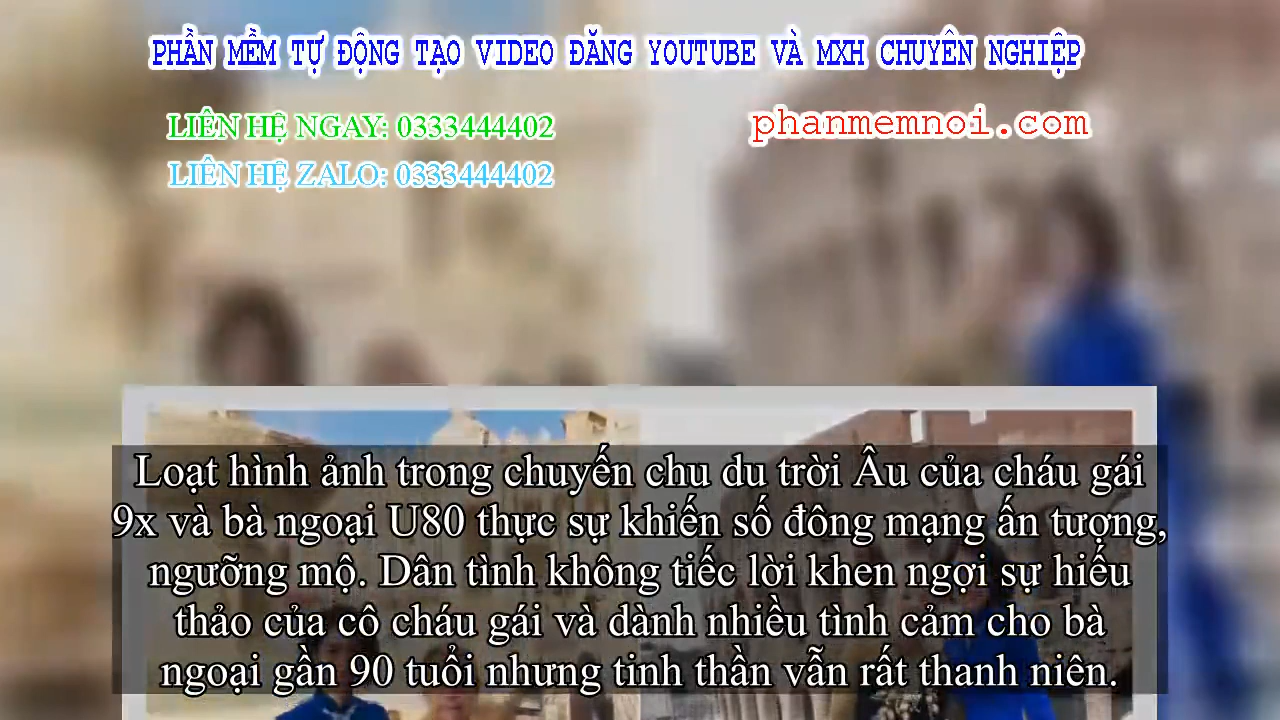 PHẦN MỀM TỰ ĐỘNG TẠO VIDEO ĐĂNG YOUTUBE VÀ MXH CHUYÊN NGHIỆP
LIÊN HỆ NGAY: 0333444402
phanmemnoi.com
LIÊN HỆ ZALO: 0333444402
Loạt hình ảnh trong chuyến chu du trời Âu của cháu gái
9x và bà ngoại U80 thực sự khiến số đông mạng ấn tượng,
ngưỡng mộ. Dân tình không tiếc lời khen ngợi sự hiếu
thảo của cô cháu gái và dành nhiều tình cảm cho bà
ngoại gần 90 tuổi nhưng tinh thần vẫn rất thanh niên.